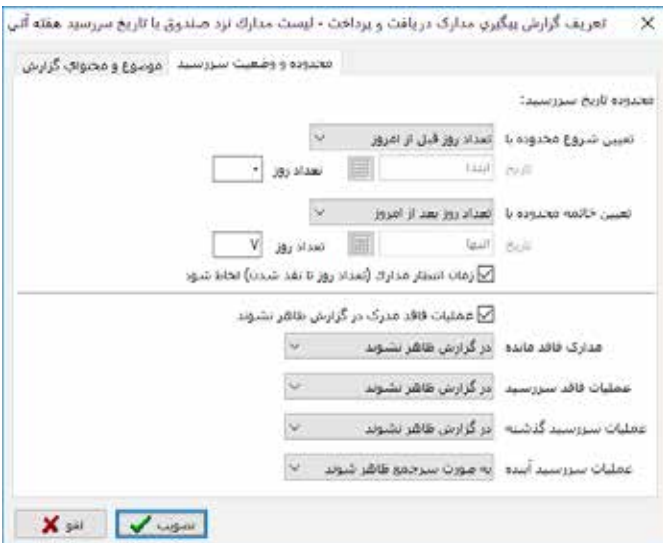 تعریف گزارش پیگیری مدارک دریافت و پرداخت - لیست مدارک نزد صندوق با تاریخ سررسید هفته آتی
محدوده و وضعیت سررسید
موضوع و محتوای گزارش
محدوده تاریخ سررسید:
تعیین شروع محدوده با تعداد روز قبل از امروز
تاریخ ابتدا تعداد روز ۰
تعیین خاتمه محدوده با تعداد روز بعد از امروز
تاریخ انتها تعداد روز ۷
زمان انتظار مدارک (تعداد روز تا نقد شدن) لحاظ شود
عملیات فاقد مدرک در گزارش ظاهر نشوند
مدارک فاقد مانده در گزارش ظاهر نشوند
عملیات فاقد سررسید در گزارش ظاهر نشوند
عملیات سررسید گذشته در گزارش ظاهر نشوند
عملیات سررسید آینده به صورت سرجمع ظاهر شوند
تصویب
لغو